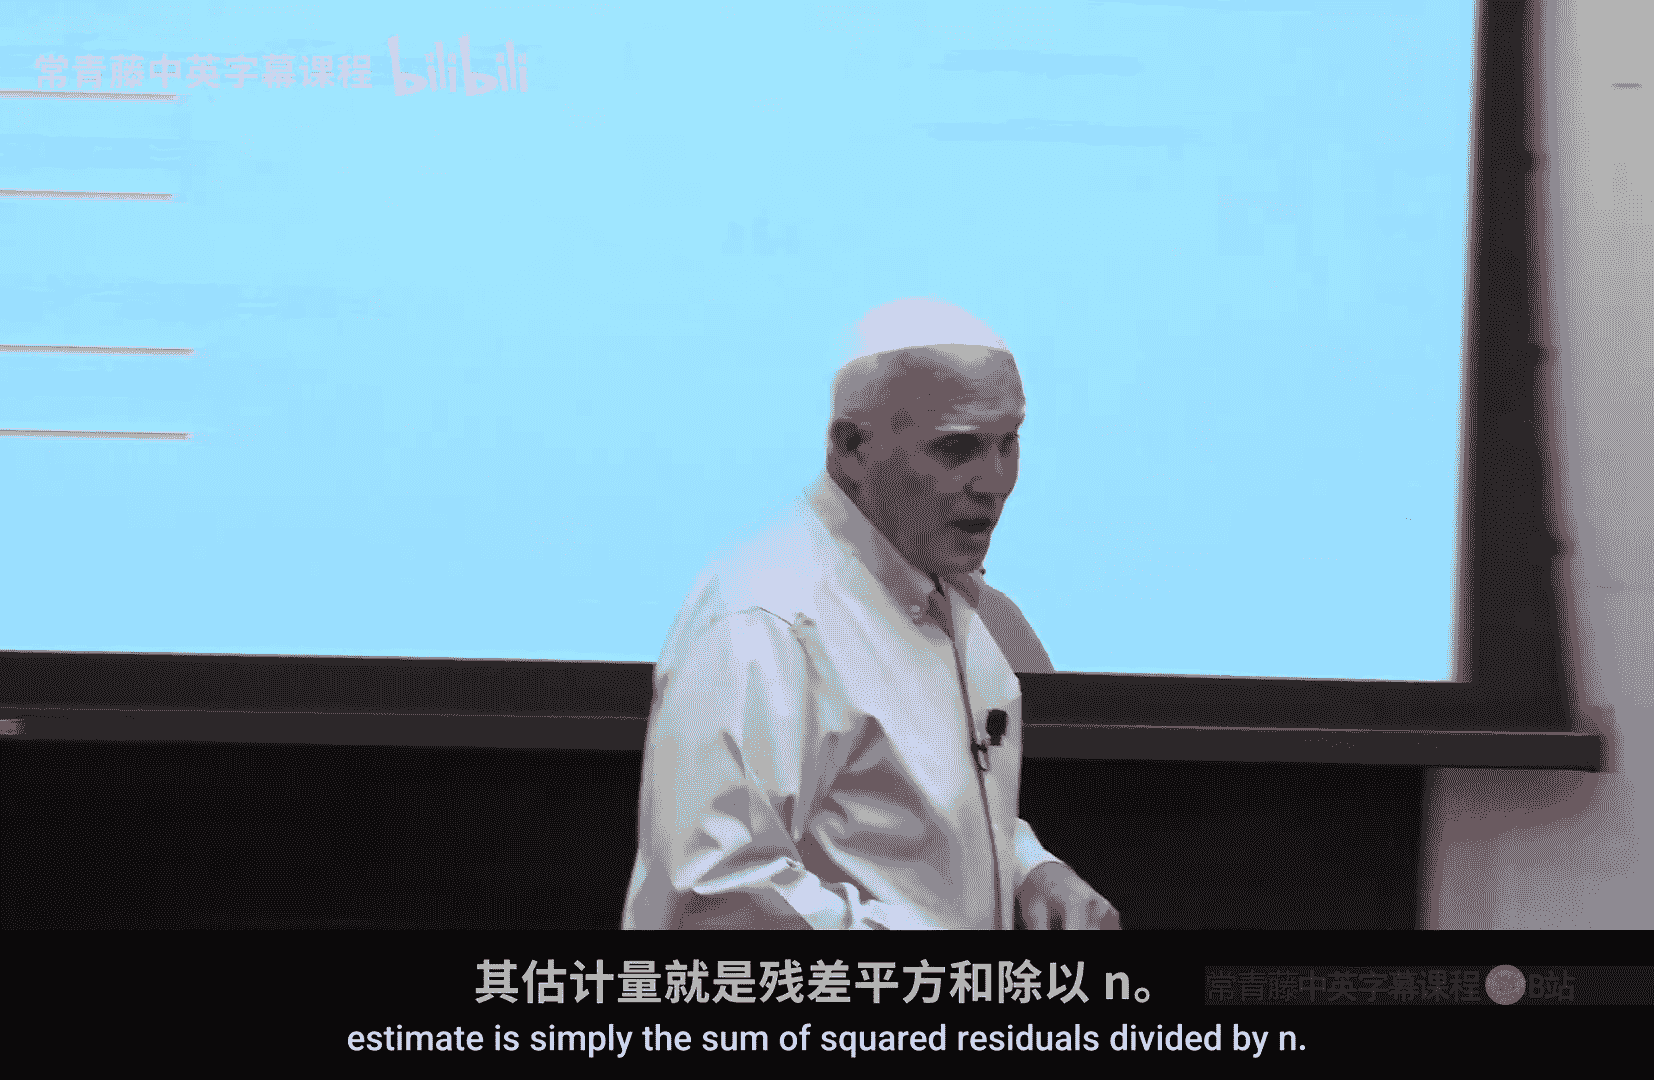 常青藤中英字幕课程 bilibili
其估计量就是残差平方和除以 n。
常青藤中英字幕课程 B站
estimate is simply the sum of squared residuals divided by n.